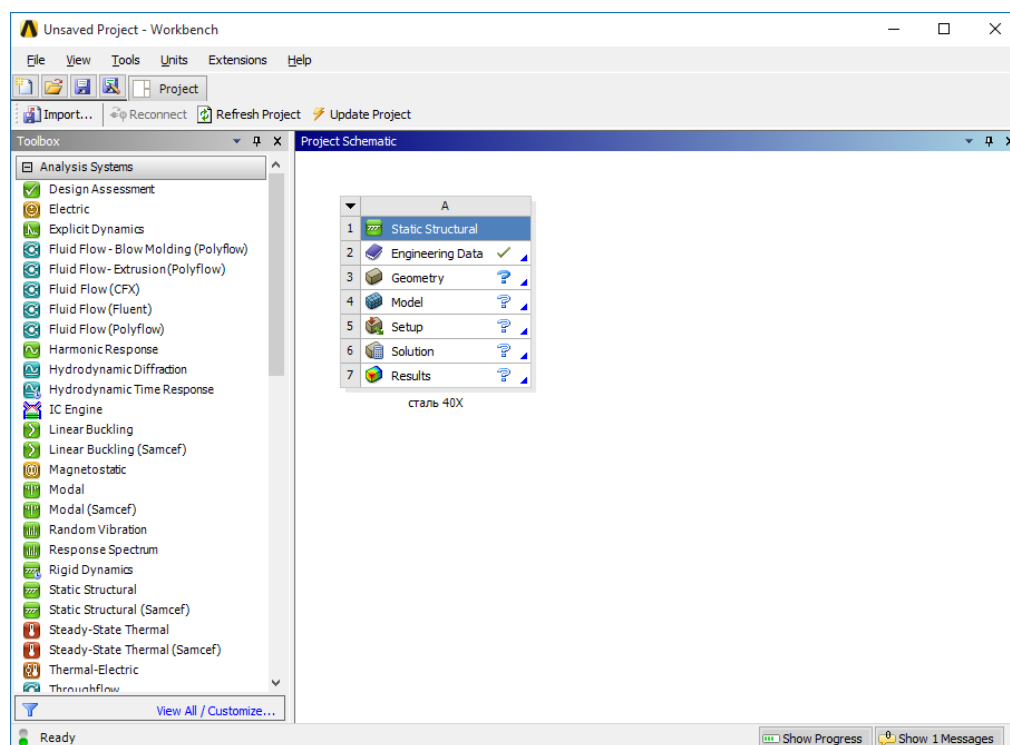 Unsaved Project - Workbench
File View Tools Units Extensions Help
Project
Import... Reconnect Refresh Project Update Project
Toolbox
Project Schematic
Analysis Systems
Design Assessment
Electric
Explicit Dynamics
Fluid Flow - Blow Molding (Polyflow)
Fluid Flow - Extrusion (Polyflow)
Fluid Flow (CFX)
Fluid Flow (Fluent)
Fluid Flow (Polyflow)
Harmonic Response
Hydrodynamic Diffraction
Hydrodynamic Time Response
IC Engine
Linear Buckling
Linear Buckling (Samcef)
Magnetostatic
Modal
Modal (Samcef)
Random Vibration
Response Spectrum
Rigid Dynamics
Static Structural
Static Structural (Samcef)
Steady-State Thermal
Steady-State Thermal (Samcef)
Thermal-Electric
Throughflow
View All / Customize...
A
1 Static Structural
2 Engineering Data
3 Geometry ?
4 Model ?
5 Setup ?
6 Solution ?
7 Results ?
сталь 40Х
Ready
Show Progress
Show 1 Messages